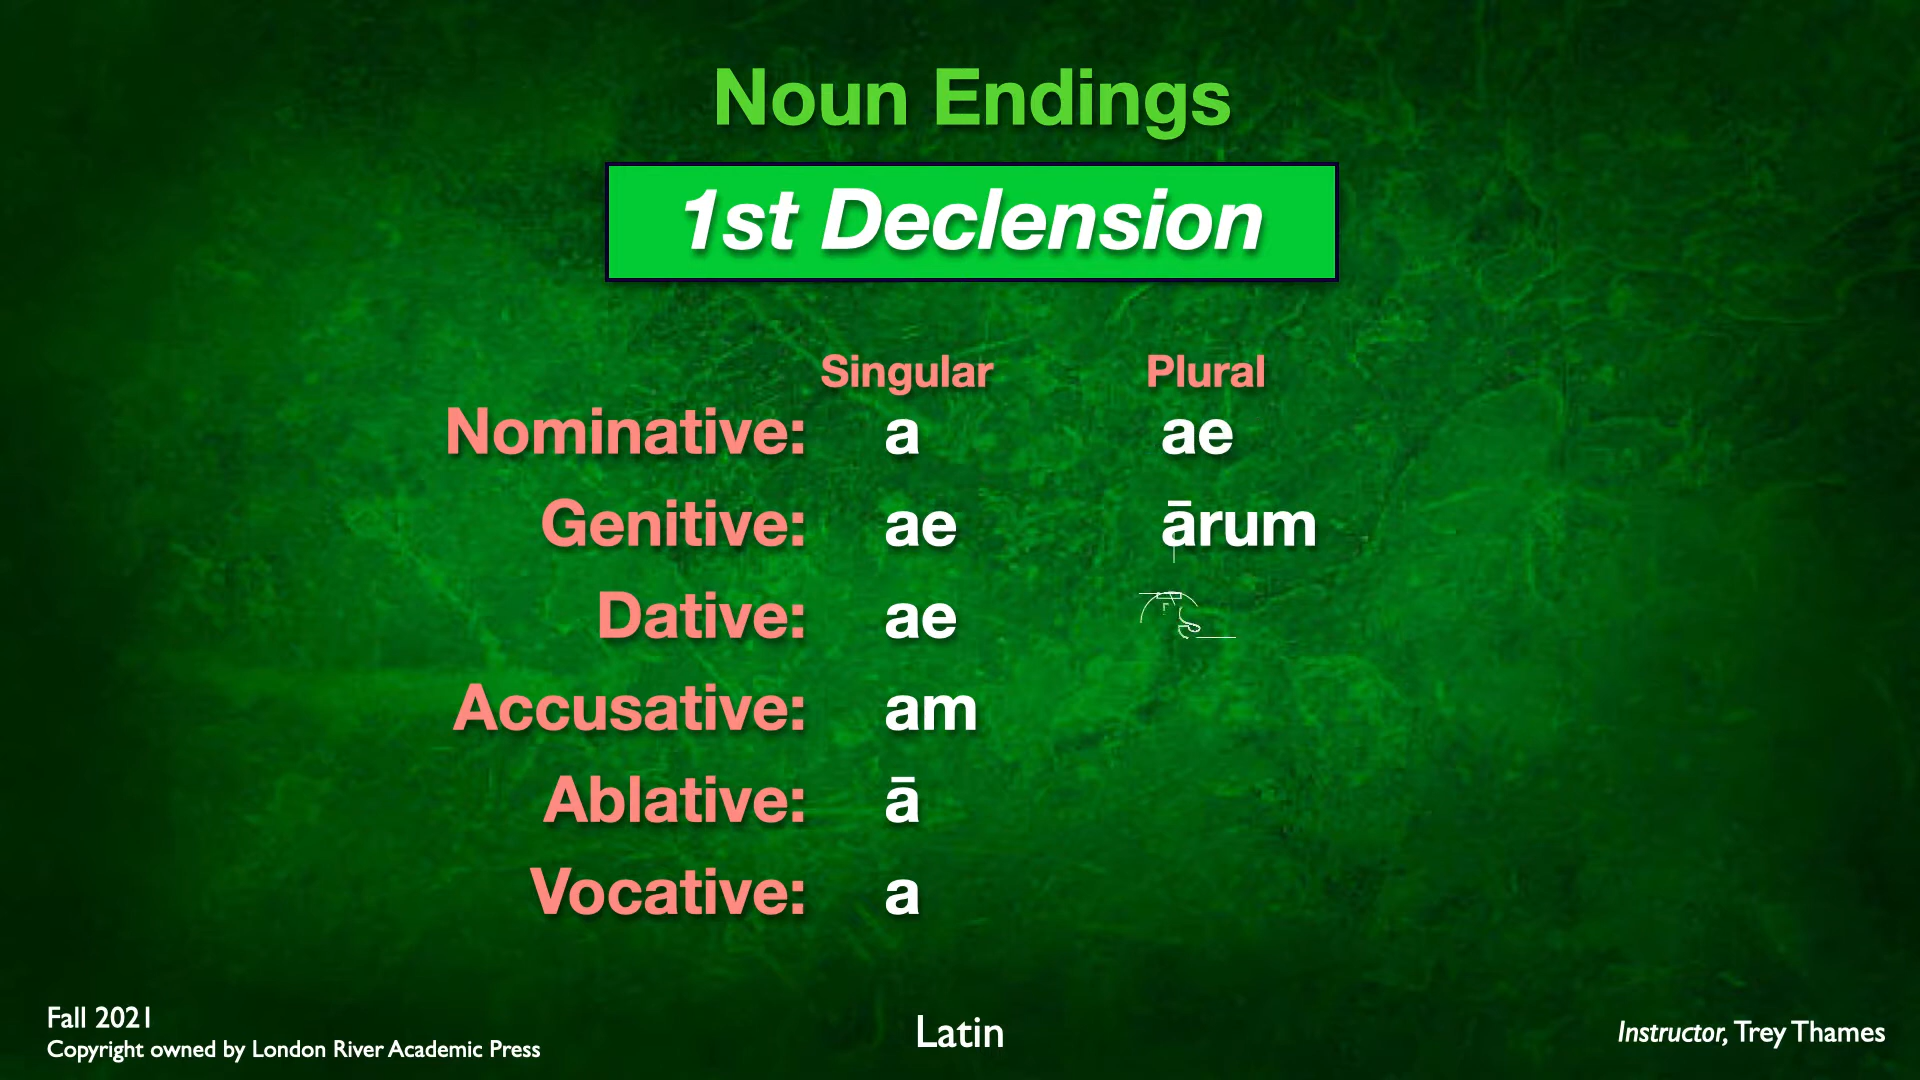 Noun Endings
1st Declension
Singular Plural
Nominative: a ae
Genitive: ae ārum
Dative: ae
Accusative: am
Ablative: ā
Vocative: a
Fall 2021
Copyright owned by London River Academic Press
Latin
Instructor, Trey Thames